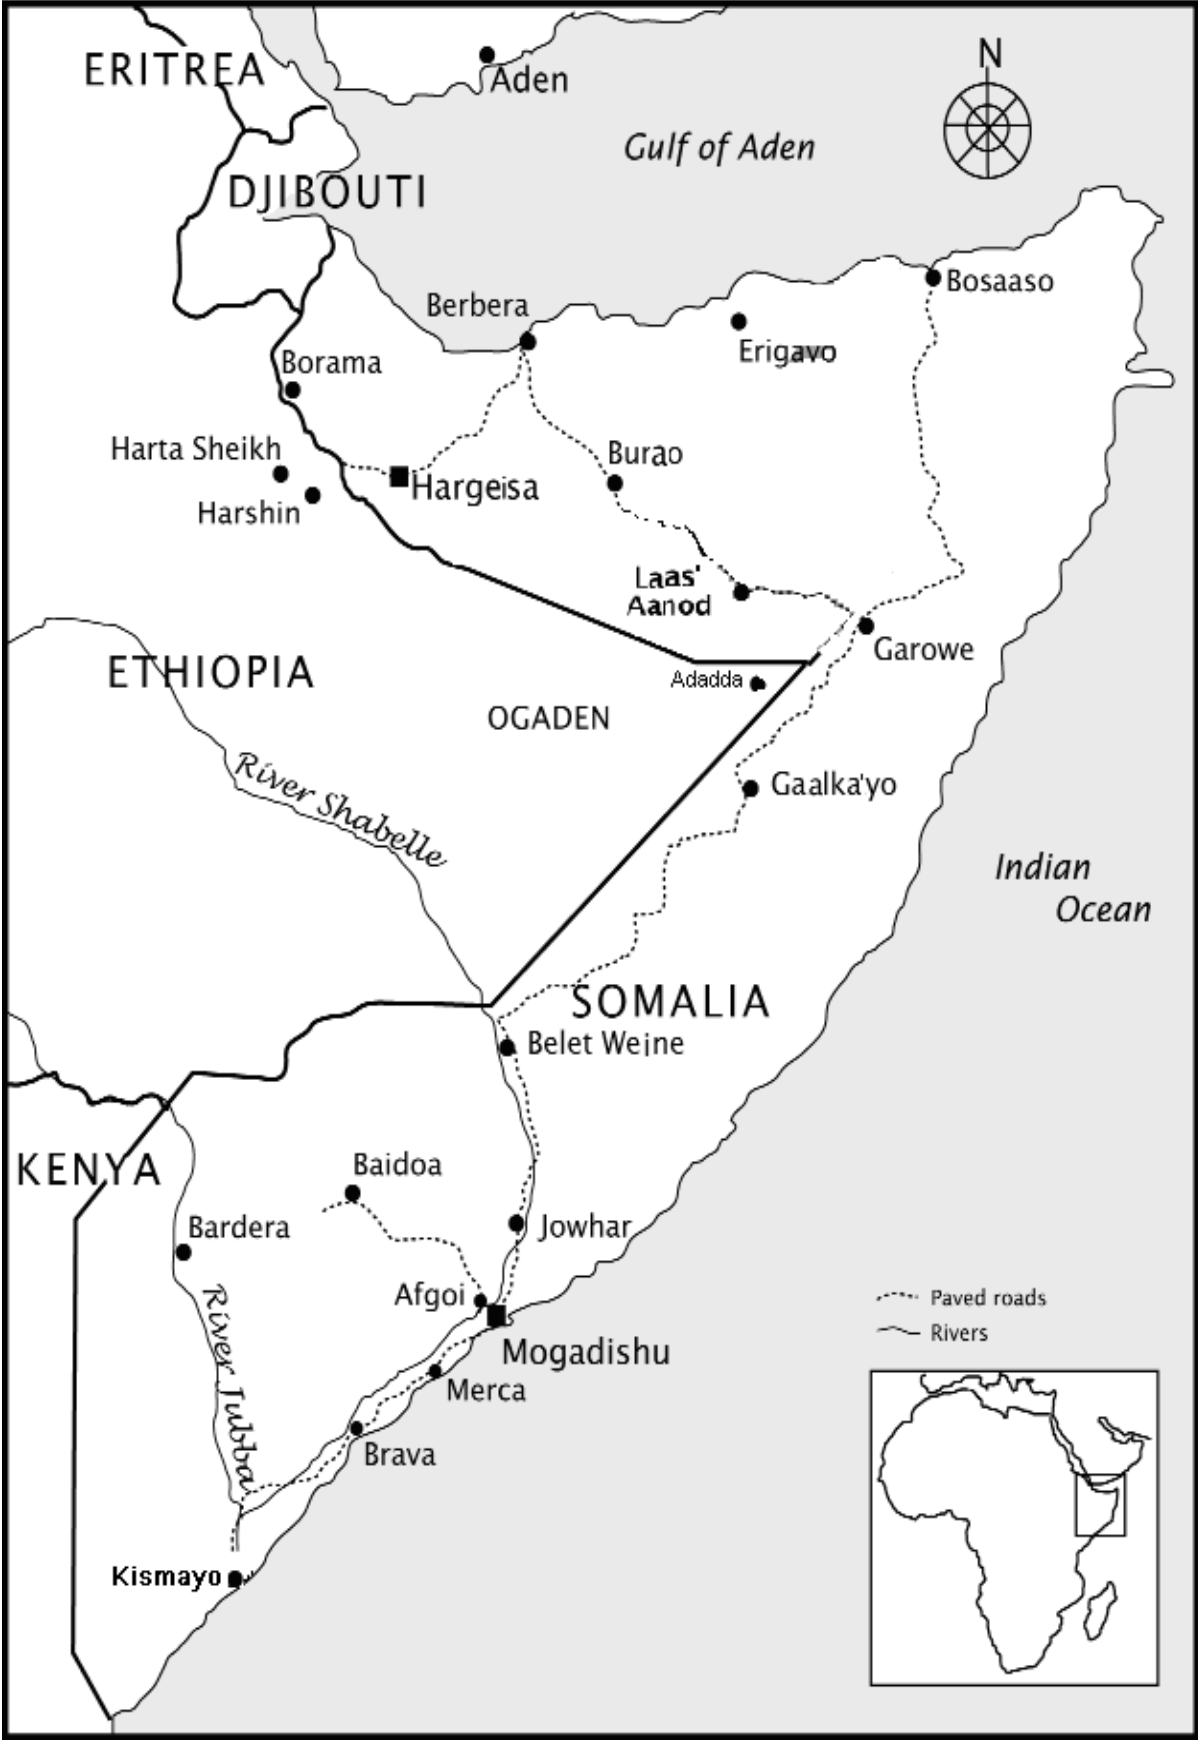 ERITREA
Aden
N
Gulf of Aden
DJIBOUTI
Berbera
Bosaaso
Erigavo
Borama
Harta Sheikh
Burao
Hargeisa
Harshin
Laas'
Aanod
Garowe
ETHIOPIA
Adadda
OGADEN
River Shabelle
Gaalka'yo
Indian
Ocean
SOMALIA
Belet Weine
KENYA
Baidoa
Bardera
Jowhar
Afgoi
River Jubba
Paved roads
Rivers
Mogadishu
Merca
Brava
Kismayo